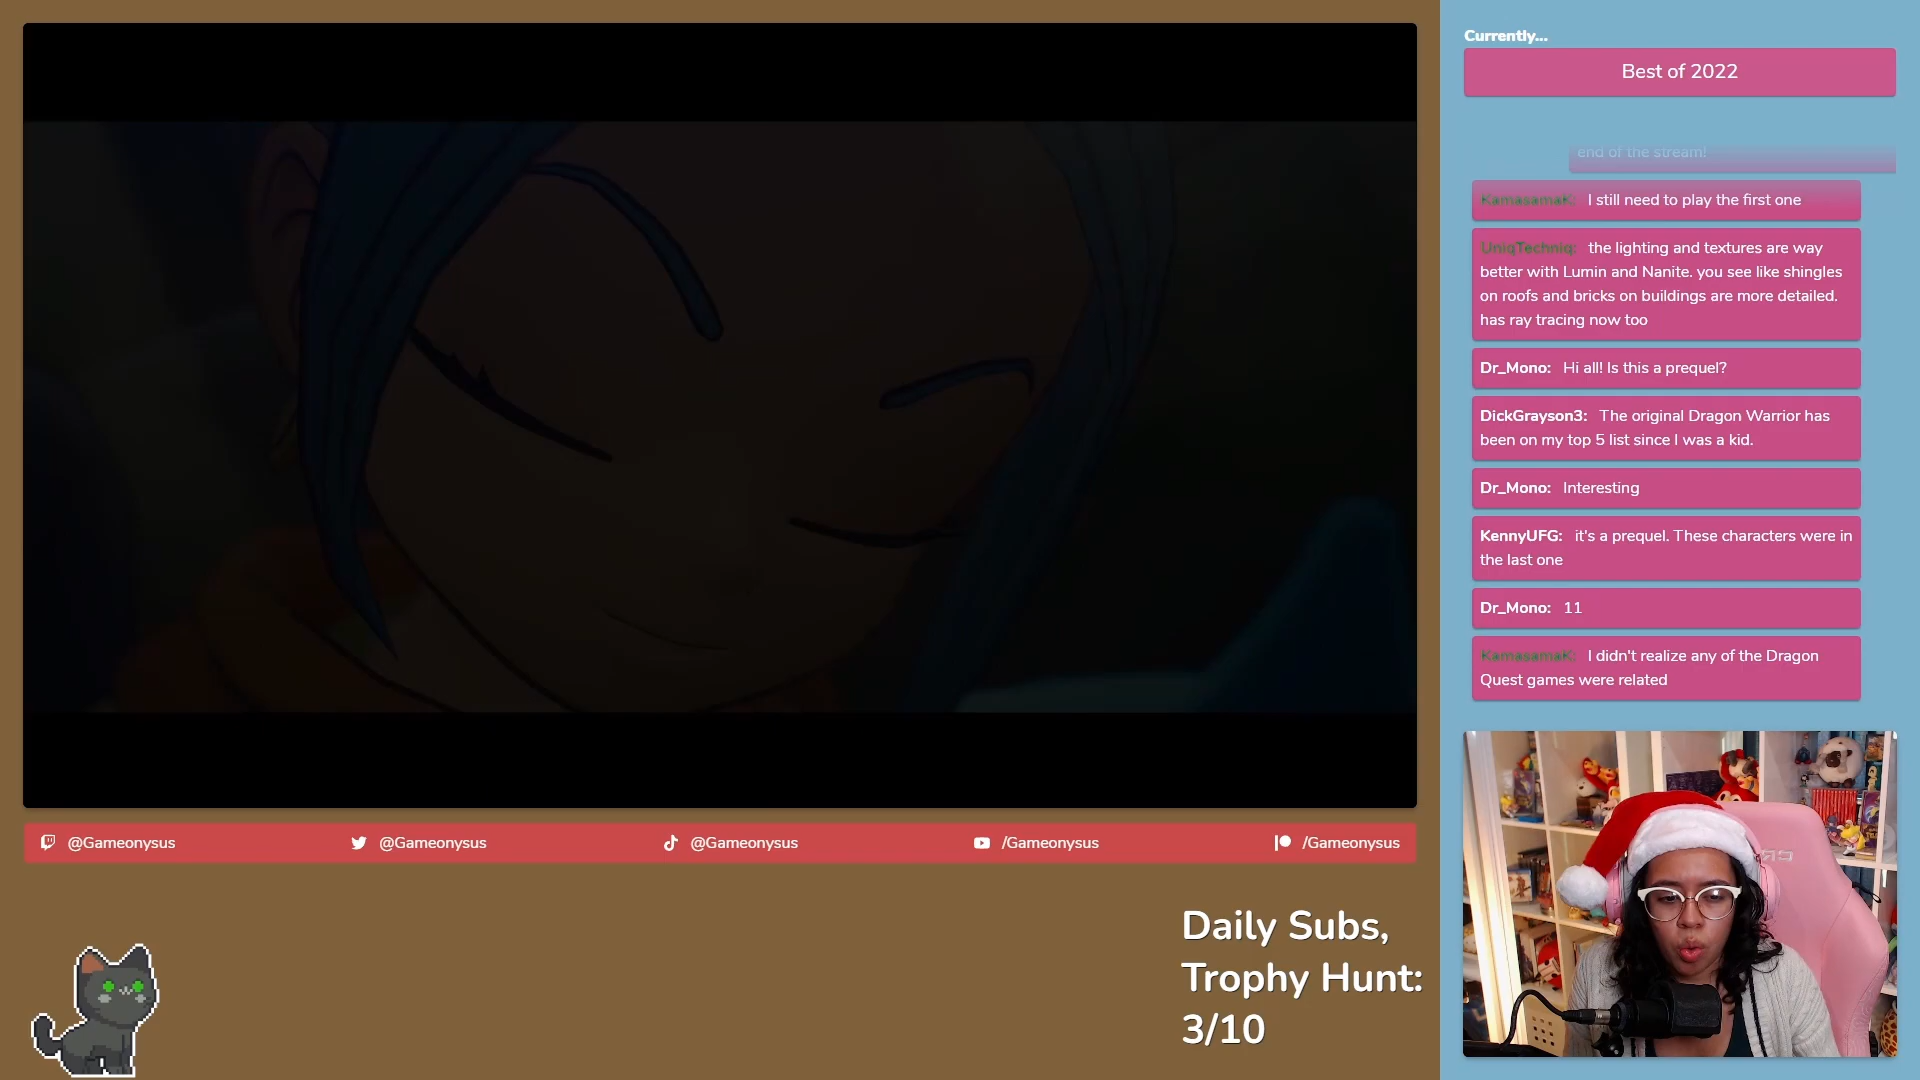 Currently...
Best of 2022
end of the stream!
KamasamaK: I still need to play the first one
UniqTechniq: the lighting and textures are way
better with Lumin and Nanite. you see like shingles
on roofs and bricks on buildings are more detailed.
has ray tracing now too
Dr_Mono: Hi all! Is this a prequel?
DickGrayson3: The original Dragon Warrior has
been on my top 5 list since I was a kid.
Dr_Mono: Interesting
KennyUFG: it's a prequel. These characters were in
the last one
Dr_Mono: 11
KamasamaK: I didn't realize any of the Dragon
Quest games were related
@Gameonysus
@Gameonysus
@Gameonysus
/Gameonysus
/Gameonysus
Daily Subs,
Trophy Hunt:
3/10